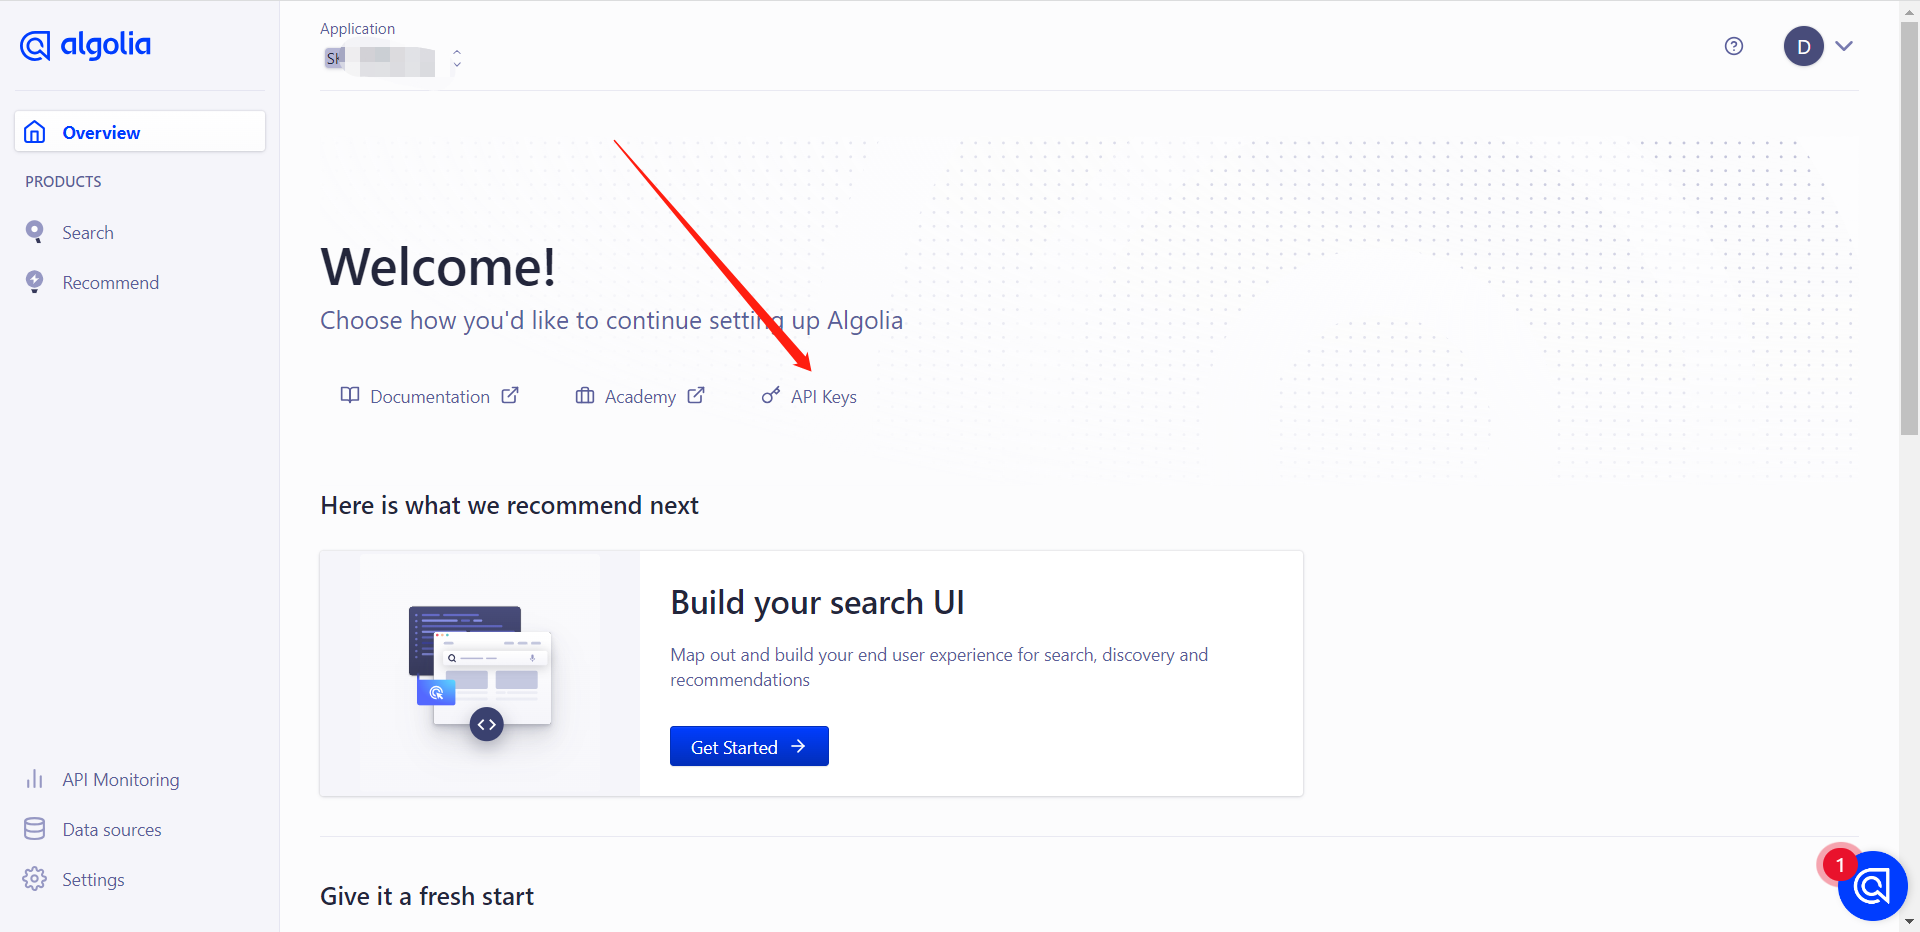 algolia
Overview
PRODUCTS
Search
Recommend
API Monitoring
Data sources
Settings
Application
D
Welcome!
Choose how you'd like to continue setting up Algolia
Documentation
Academy
API Keys
Here is what we recommend next
Build your search UI
Map out and build your end user experience for search, discovery and
recommendations
Get Started
Give it a fresh start
1